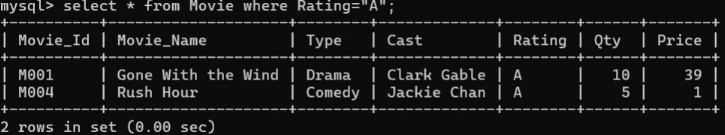 mysql> select * from Movie where Rating="A";
+----------+--------------------+--------+-------------+--------+------+-------+
| Movie_Id | Movie_Name         | Type   | Cast        | Rating | Qty  | Price |
+----------+--------------------+--------+-------------+--------+------+-------+
| M001     | Gone With the Wind | Drama  | Clark Gable | A      |   10 |    39 |
| M004     | Rush Hour          | Comedy | Jackie Chan | A      |    5 |     1 |
+----------+--------------------+--------+-------------+--------+------+-------+
2 rows in set (0.00 sec)